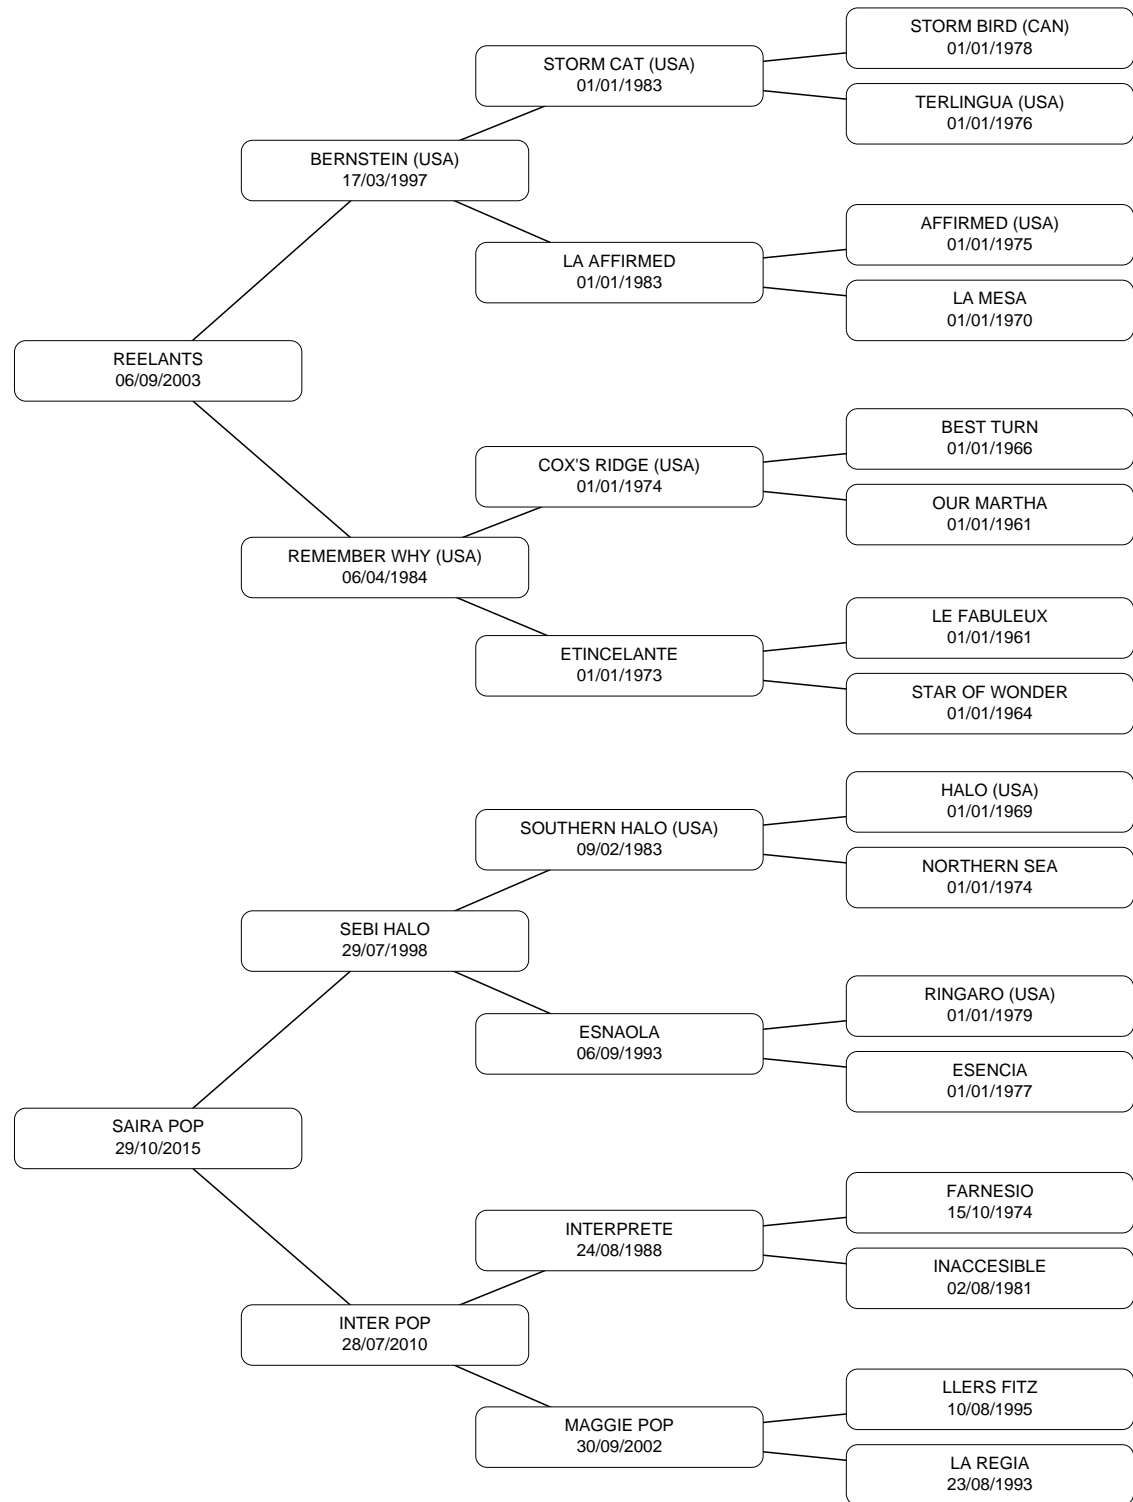 STORM BIRD (CAN)
01/01/1978
STORM CAT (USA)
01/01/1983
TERLINGUA (USA)
01/01/1976
BERNSTEIN (USA)
17/03/1997
AFFIRMED (USA)
01/01/1975
LA AFFIRMED
01/01/1983
LA MESA
01/01/1970
REELANTS
06/09/2003
BEST TURN
01/01/1966
COX'S RIDGE (USA)
01/01/1974
OUR MARTHA
01/01/1961
REMEMBER WHY (USA)
06/04/1984
LE FABULEUX
01/01/1961
ETINCELANTE
01/01/1973
STAR OF WONDER
01/01/1964
HALO (USA)
01/01/1969
SOUTHERN HALO (USA)
09/02/1983
NORTHERN SEA
01/01/1974
SEBI HALO
29/07/1998
RINGARO (USA)
01/01/1979
ESNAOLA
06/09/1993
ESENCIA
01/01/1977
SAIRA POP
29/10/2015
FARNESIO
15/10/1974
INTERPRETE
24/08/1988
INACCESIBLE
02/08/1981
INTER POP
28/07/2010
LLERS FITZ
10/08/1995
MAGGIE POP
30/09/2002
LA REGIA
23/08/1993